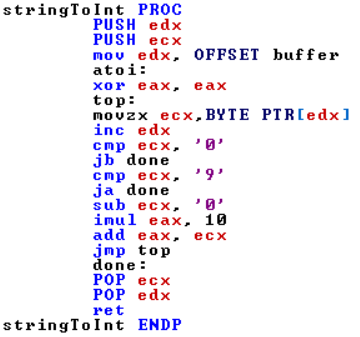 stringToInt PROC
PUSH edx
PUSH ecx
mov edx, OFFSET buffer
atoi:
xor eax, eax
top:
movzx ecx,BYTE PTR[edx]
inc edx
cmp ecx, '0'
jb done
cmp ecx, '9'
ja done
sub ecx, '0'
imul eax, 10
add eax, ecx
jmp top
done:
POP ecx
POP edx
ret
stringToInt ENDP